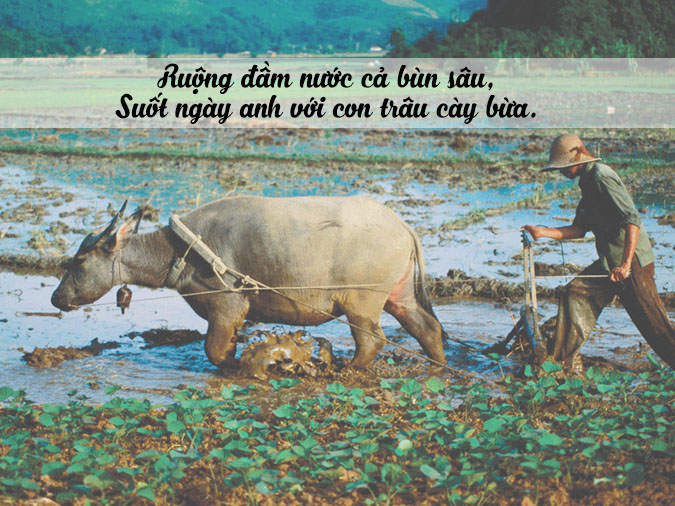 Ruộng đầm nước cả bùn sâu,
Suốt ngày anh với con trâu cày bừa.